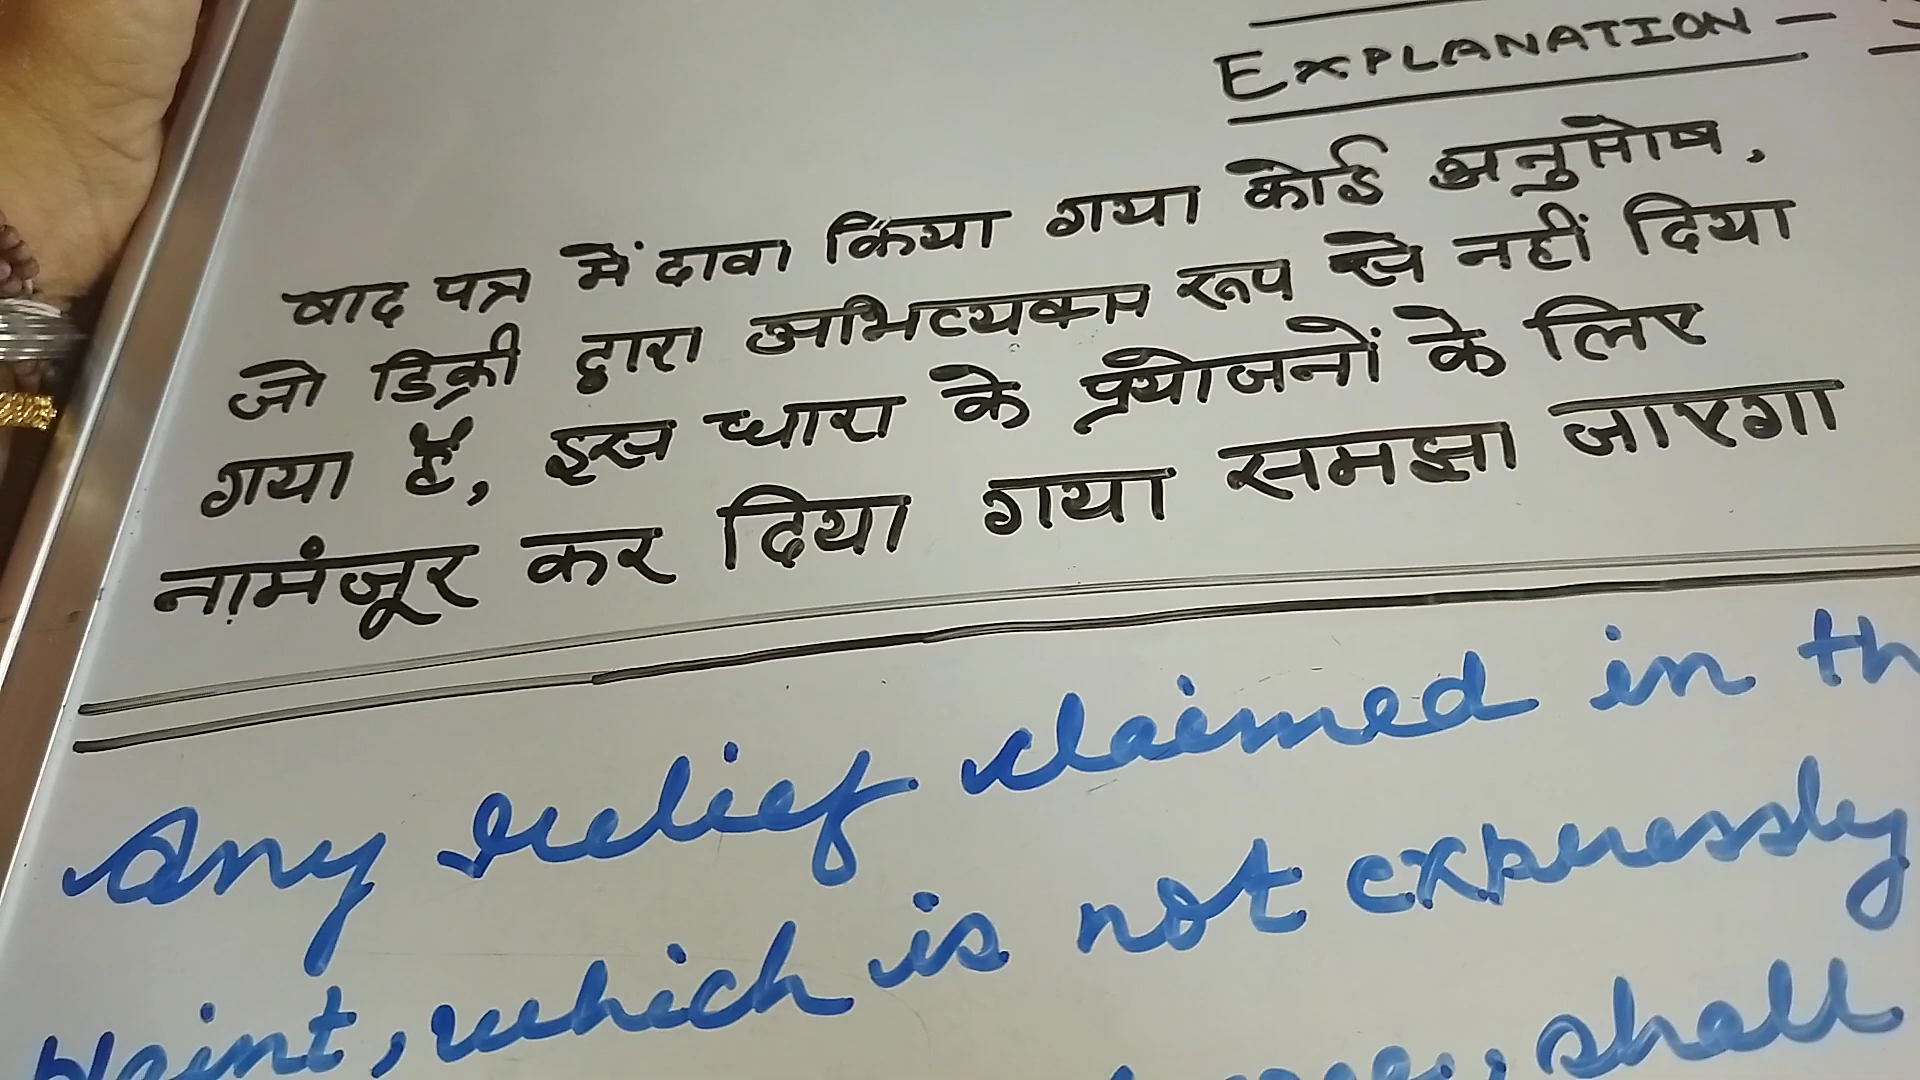 EXPLANATION –
वाद पत्र में दावा किया गया कोई अनुतोष,
जो डिक्री द्वारा अभिव्यक्त रूप से नहीं दिया
गया है, इस धारा के प्रयोजनों के लिए
नामंजूर कर दिया गया समझा जाएगा
Any relief claimed in th
plaint, which is not expressly
shall